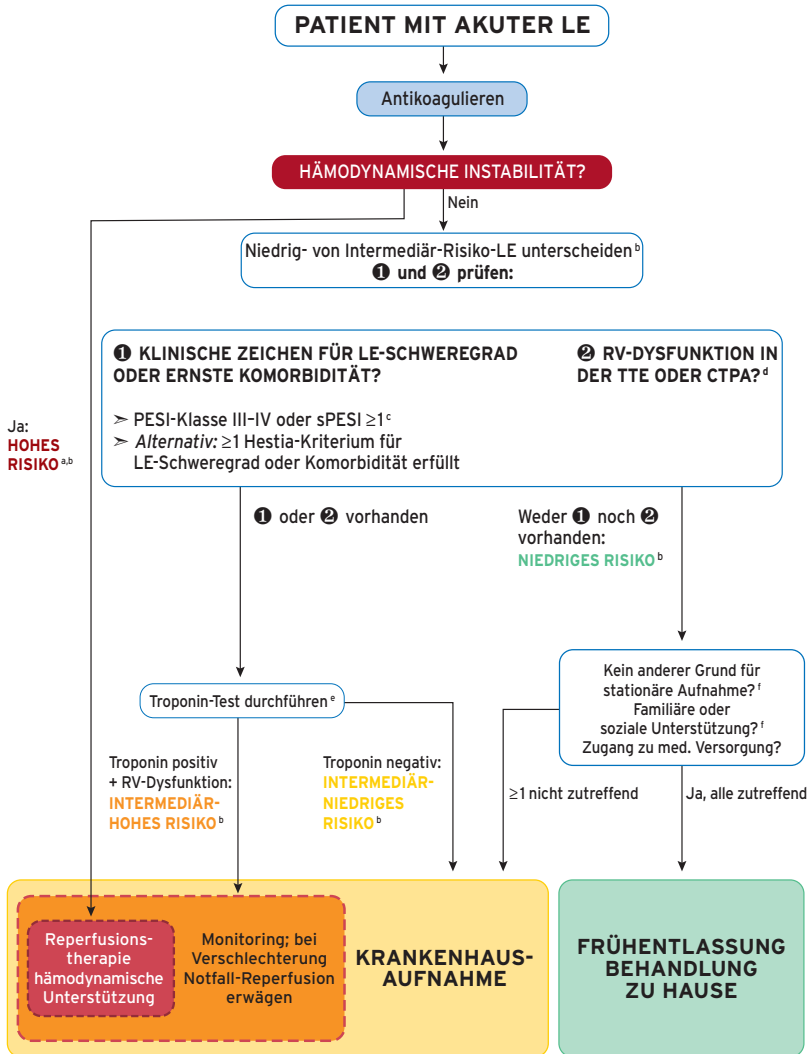 PATIENT MIT AKUTER LE
Antikoagulieren
HÄMODYNAMISCHE INSTABILITÄT?
Nein
Niedrig- von Intermediär-Risiko-LE unterscheiden b
❶ und ❷ prüfen:
❶ KLINISCHE ZEICHEN FÜR LE-SCHWEREGRAD
ODER ERNSTE KOMORBIDITÄT?
➣ PESI-Klasse III–IV oder sPESI ≥1 c
➣ Alternativ: ≥1 Hestia-Kriterium für
LE-Schweregrad oder Komorbidität erfüllt
❷ RV-DYSFUNKTION IN
DER TTE ODER CTPA? d
Ja:
HOHES
RISIKO a,b
❶ oder ❷ vorhanden
Weder ❶ noch ❷
vorhanden:
NIEDRIGES RISIKO b
Troponin-Test durchführen e
Kein anderer Grund für
stationäre Aufnahme? f
Familiäre oder
soziale Unterstützung? f
Zugang zu med. Versorgung?
Troponin positiv
+ RV-Dysfunktion:
INTERMEDIÄR-
HOHES RISIKO b
Troponin negativ:
INTERMEDIÄR-
NIEDRIGES
RISIKO b
≥1 nicht zutreffend
Ja, alle zutreffend
Reperfusions-
therapie
hämodynamische
Unterstützung
Monitoring; bei
Verschlechterung
Notfall-Reperfusion
erwägen
KRANKENHAUS-
AUFNAHME
FRÜHENTLASSUNG
BEHANDLUNG
ZU HAUSE